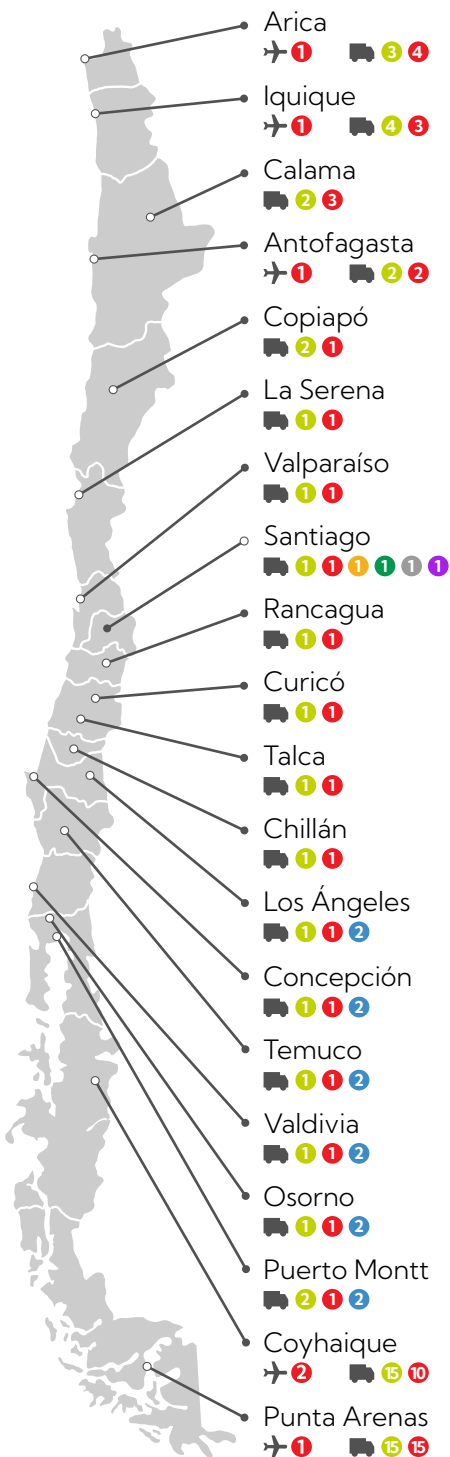 Arica
1 3 4
Iquique
1 4 3
Calama
2 3
Antofagasta
1 2 2
Copiapó
2 1
La Serena
1 1
Valparaíso
1 1
Santiago
1 1 1 1 1 1
Rancagua
1 1
Curicó
1 1
Talca
1 1
Chillán
1 1
Los Ángeles
1 1 2
Concepción
1 1 2
Temuco
1 1 2
Valdivia
1 1 2
Osorno
1 1 2
Puerto Montt
2 1 2
Coyhaique
2 15 10
Punta Arenas
1 15 15